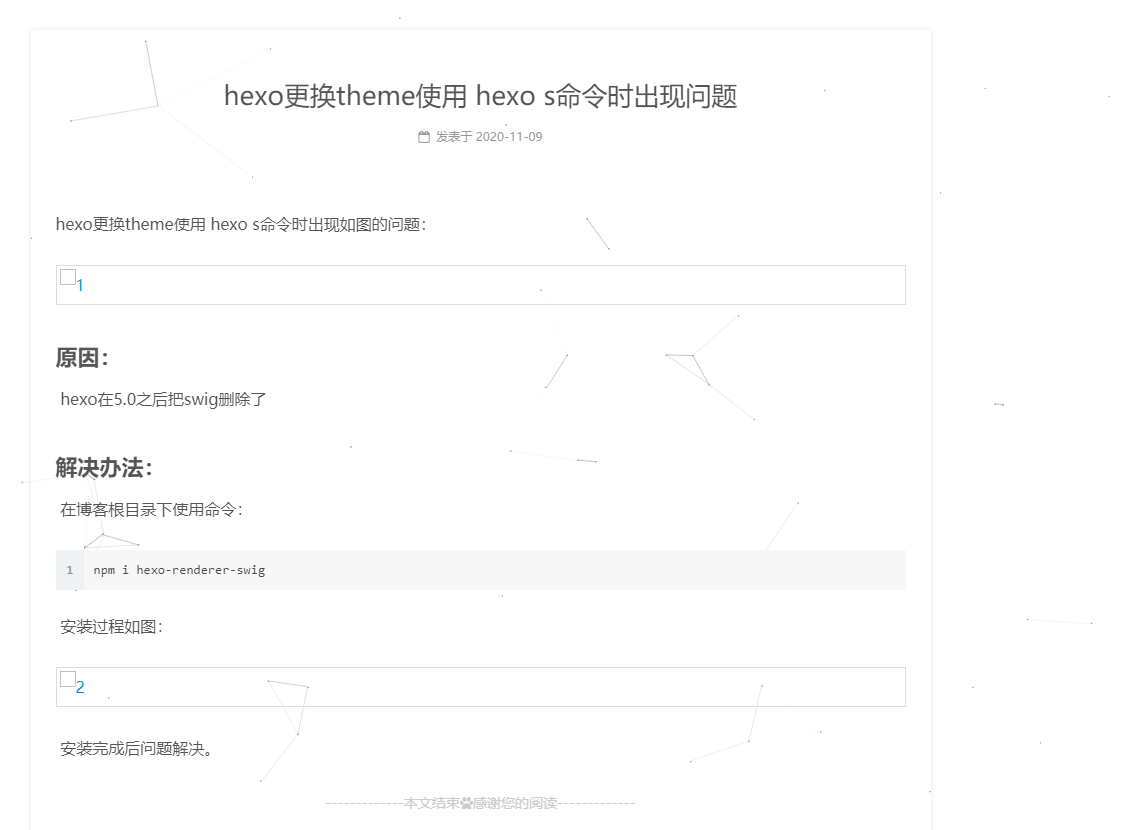 hexo更换theme使用 hexo s命令时出现问题
发表于 2020-11-09
hexo更换theme使用 hexo s命令时出现如图的问题：
1
原因：
hexo在5.0之后把swig删除了
解决办法：
在博客根目录下使用命令：
1 npm i hexo-renderer-swig
安装过程如图：
2
安装完成后问题解决。
-------------本文结束感谢您的阅读-------------